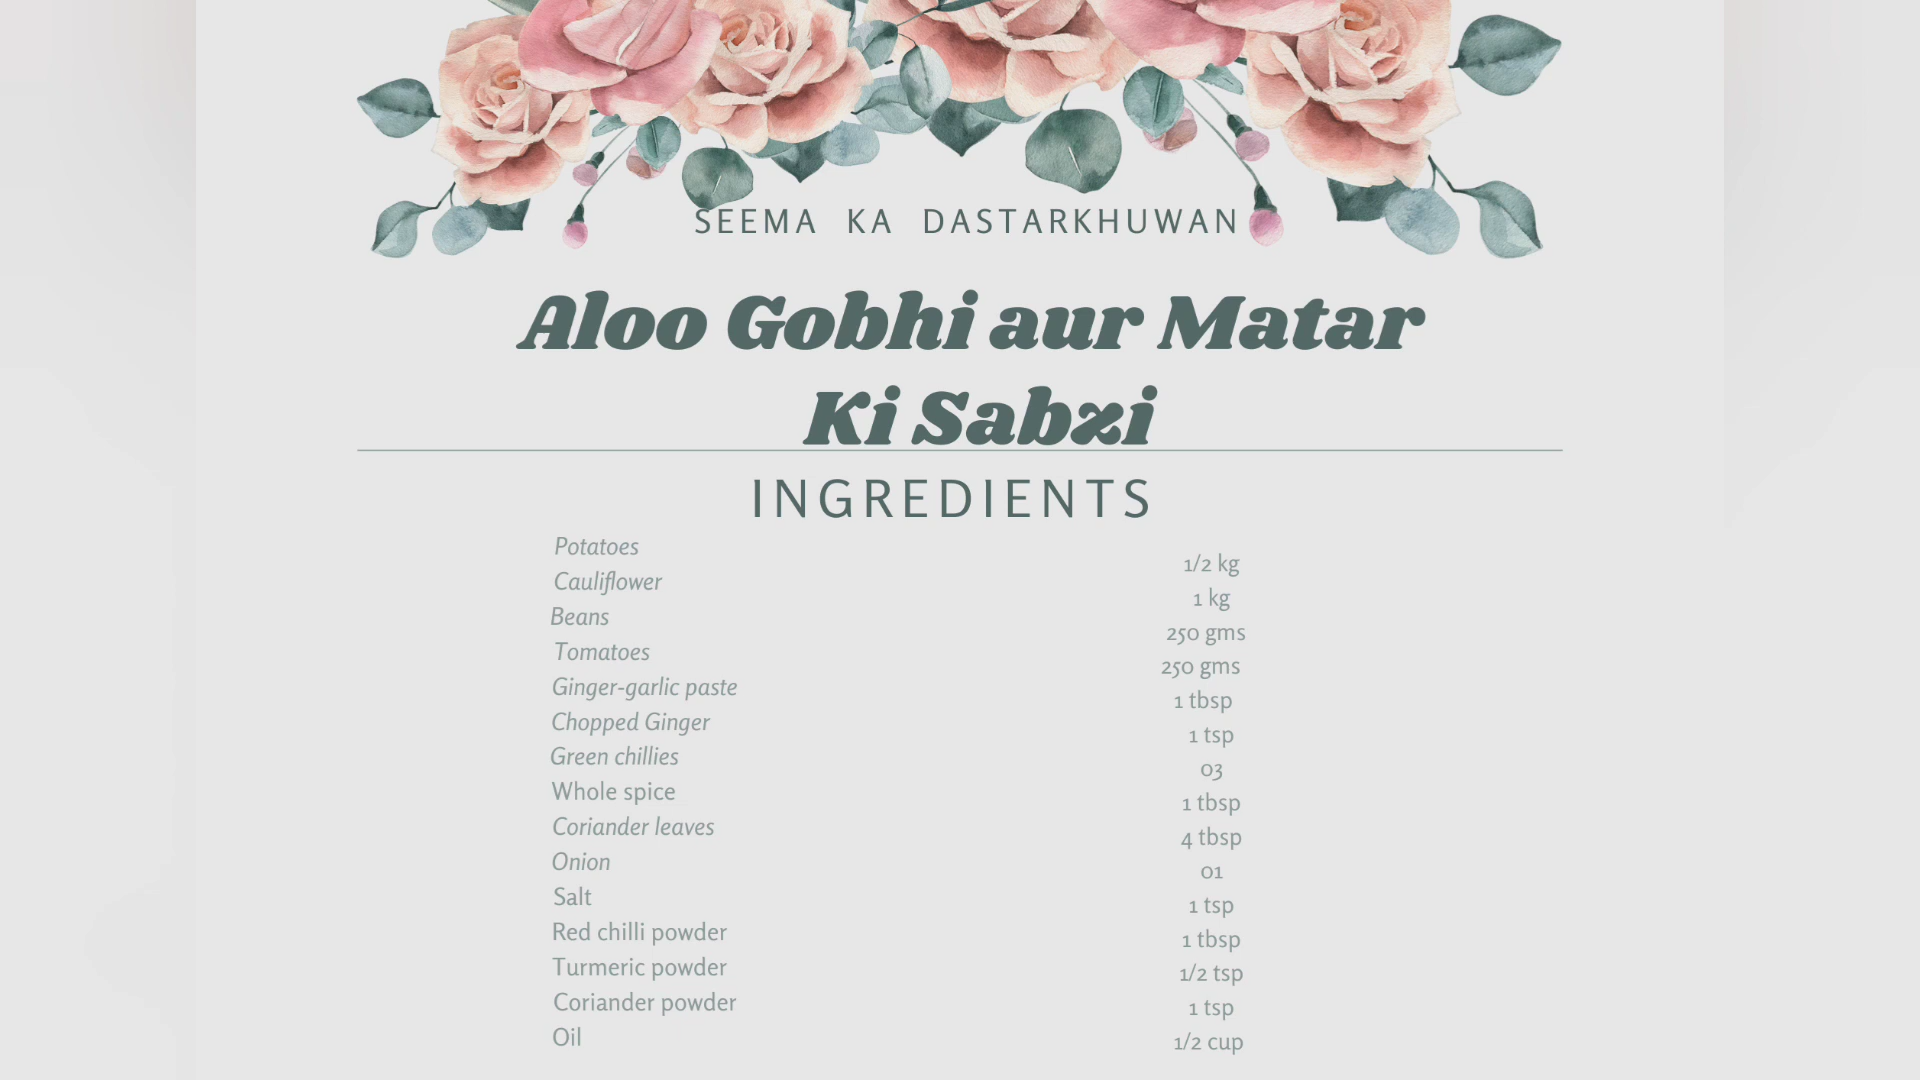 SEEMA KA DASTARKHUWAN
Aloo Gobhi aur Matar
Ki Sabzi
INGREDIENTS
Potatoes 1/2 kg
Cauliflower 1 kg
Beans 250 gms
Tomatoes 250 gms
Ginger-garlic paste 1 tbsp
Chopped Ginger 1 tsp
Green chillies 03
Whole spice 1 tbsp
Coriander leaves 4 tbsp
Onion 01
Salt 1 tsp
Red chilli powder 1 tbsp
Turmeric powder 1/2 tsp
Coriander powder 1 tsp
Oil 1/2 cup